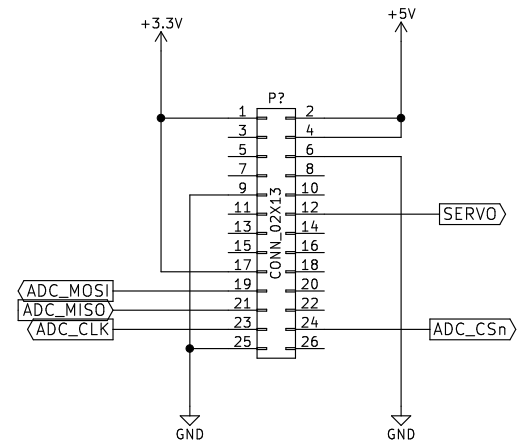 +3.3V
+5V
P?
1 2
3 4
5 6
7 8
9 10
11 12
13 14
15 16
17 18
19 20
21 22
23 24
25 26
CONN_02X13
SERVO
ADC_MOSI
ADC_MISO
ADC_CLK
ADC_CSn
GND
GND